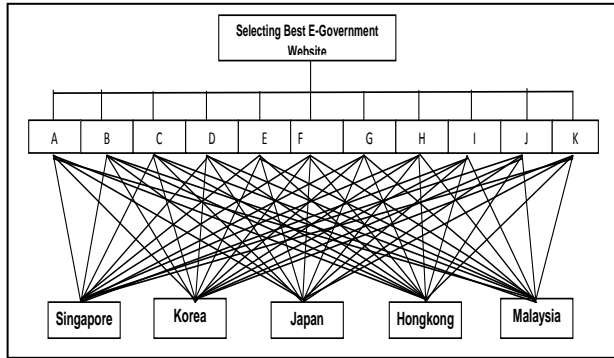 Selecting Best E-Government
Website
A B C D E F G H I J K
Singapore Korea Japan Hongkong Malaysia